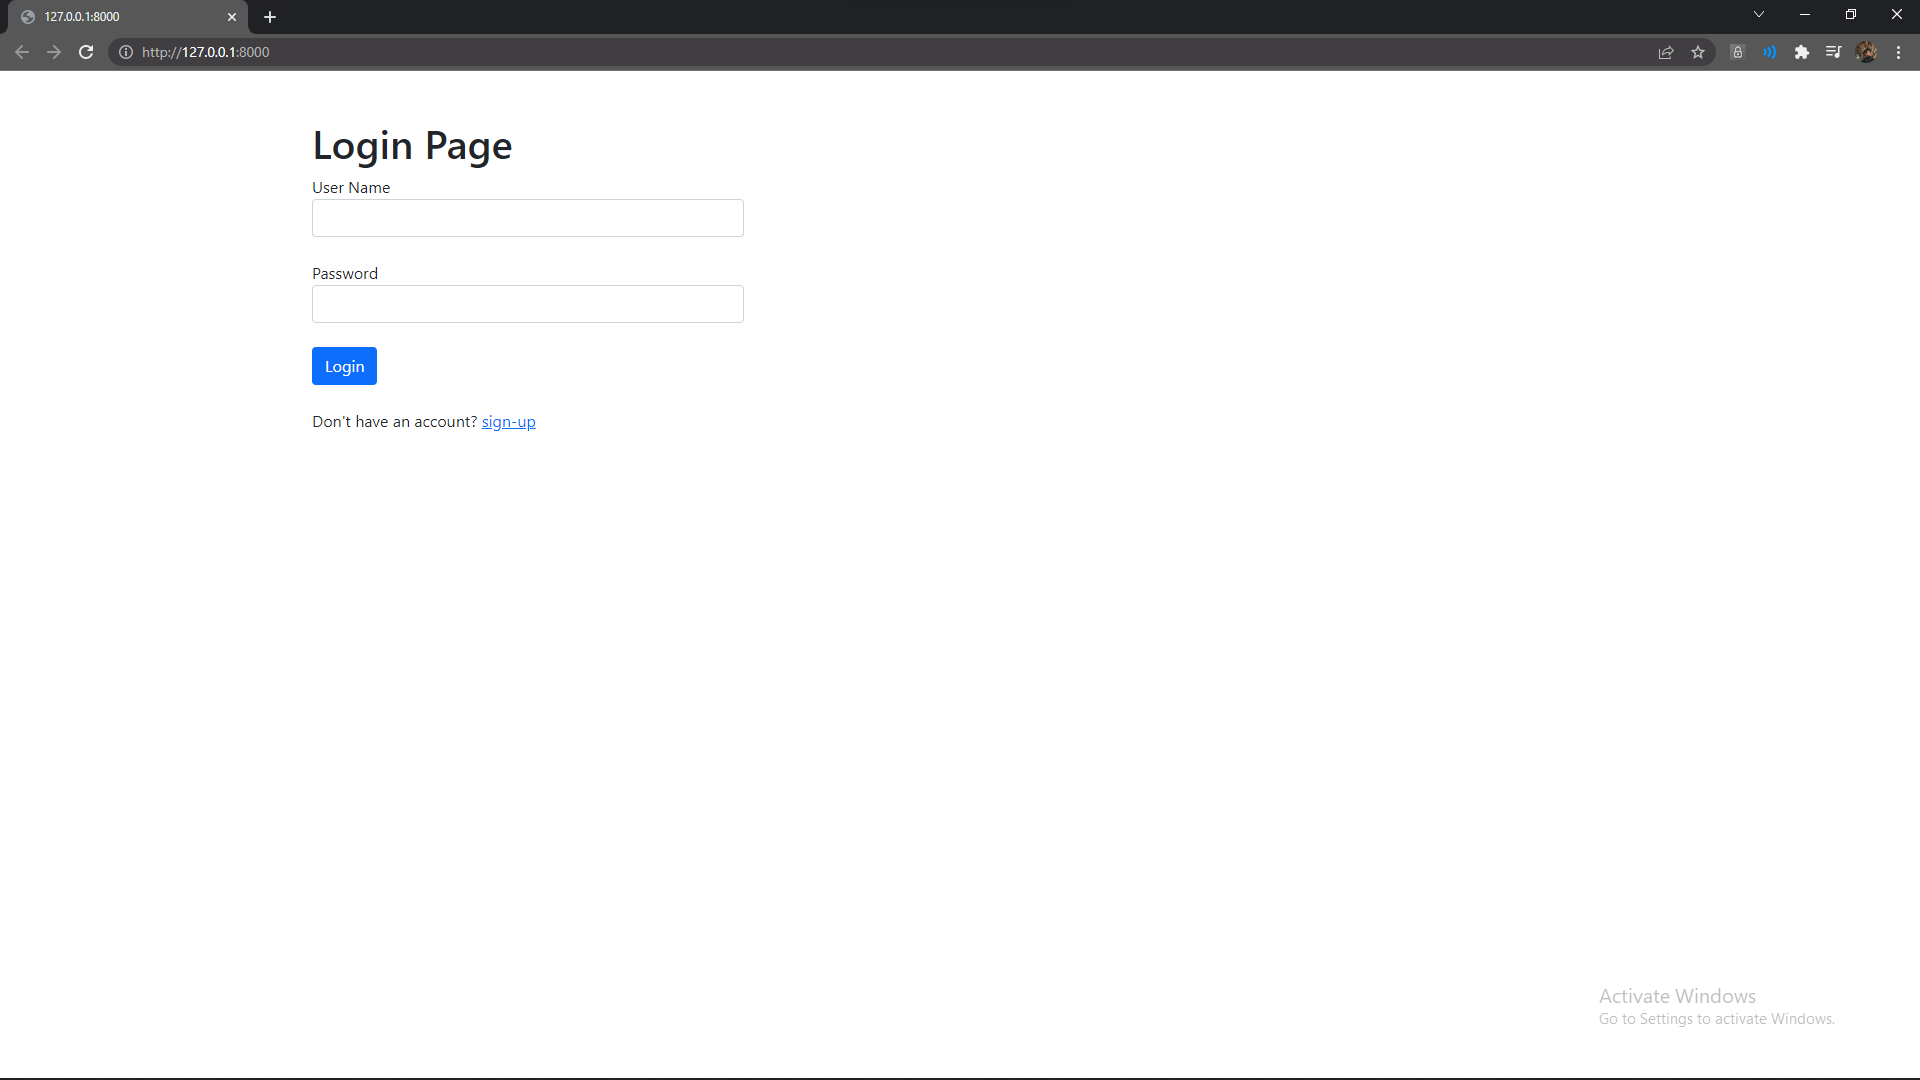 127.0.0.1:8000
http://127.0.0.1:8000
Login Page
User Name
Password
Login
Don't have an account? sign-up
Activate Windows
Go to Settings to activate Windows.